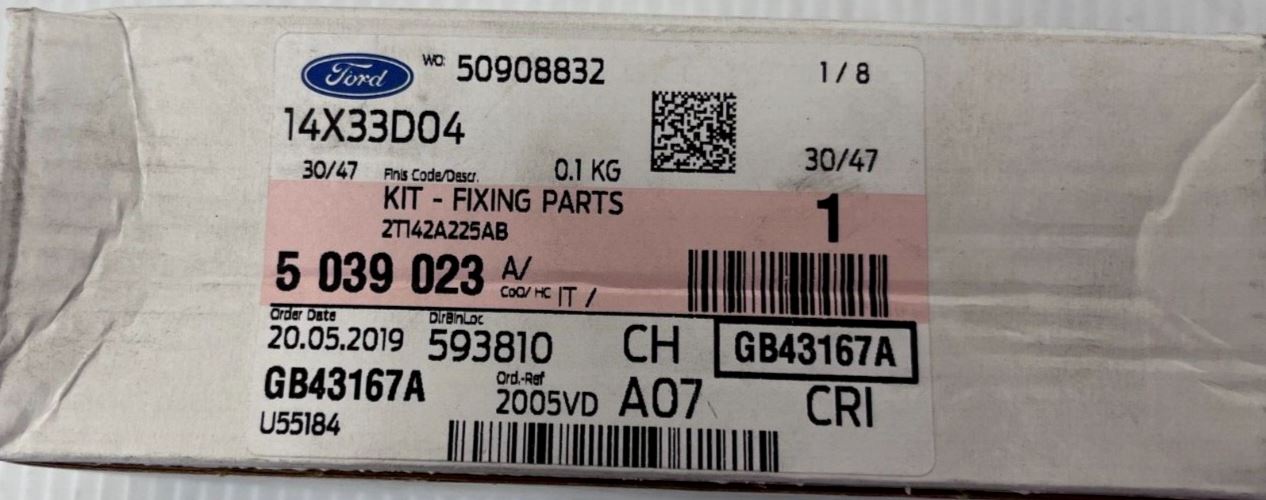 Ford WO: 50908832 1 / 8
14X33D04
30/47 Finis Code/Descr. 0.1 KG 30/47
KIT - FIXING PARTS 1
2T142A225AB
5 039 023 A/
CoO/ HC IT /
Order Date DlrBinLoc
20.05.2019 593810 CH GB43167A
GB43167A Ord.-Ref
2005VD A07 CRI
U55184